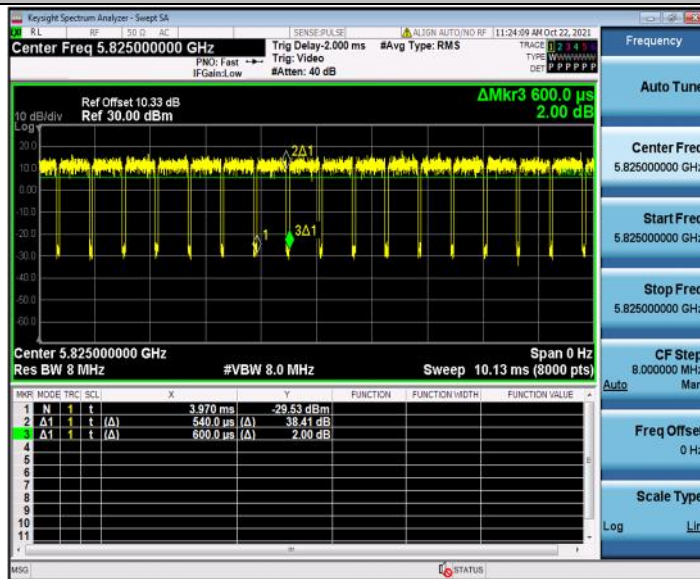 Keysight Spectrum Analyzer - Swept SA
RL RF 50 Ω AC SENSE:PULSE ALIGN AUTO/NO RF 11:24:09 AM Oct 22, 2021
Center Freq 5.825000000 GHz
PNO: Fast
IFGain:Low
Trig Delay-2.000 ms
Trig: Video
#Atten: 40 dB
#Avg Type: RMS
TRACE 1 2 3 4 5 6
TYPE
DET P P P P P P
Frequency
ΔMkr3 600.0 µs
2.00 dB
Ref Offset 10.33 dB
10 dB/div Ref 30.00 dBm
Log
20.0
10.0
0.00
-10.0
-20.0
-30.0
-40.0
-50.0
-60.0
2Δ1
1
3Δ1
Center 5.825000000 GHz Span 0 Hz
Res BW 8 MHz #VBW 8.0 MHz Sweep 10.13 ms (8000 pts)
MKR MODE TRC SCL X Y FUNCTION FUNCTION WIDTH FUNCTION VALUE
1 N 1 t 3.970 ms -29.53 dBm
2 Δ1 1 t (Δ) 540.0 µs (Δ) 38.41 dB
3 Δ1 1 t (Δ) 600.0 µs (Δ) 2.00 dB
4
5
6
7
8
9
10
11
MSG STATUS
Auto Tune
Center Freq
5.825000000 GHz
Start Freq
5.825000000 GHz
Stop Freq
5.825000000 GHz
CF Step
8.000000 MHz
Auto Man
Freq Offset
0 Hz
Scale Type
Log Lin